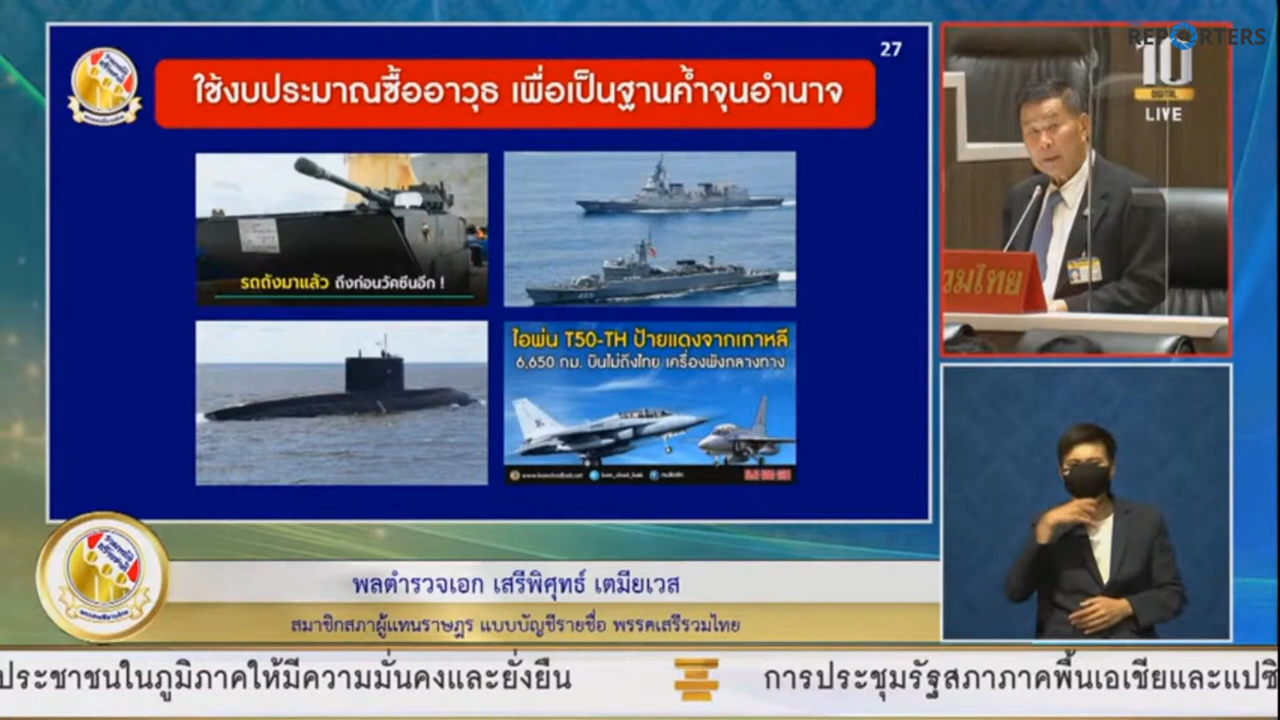 27
ใช้งบประมาณซื้ออาวุธ เพื่อเป็นฐานค้ำจุนอำนาจ
รถถังมาแล้ว ถึงก่อนวัคซีนอีก !
ไอพ่น T50-TH ป้ายแดงจากเกาหลี
6,650 กม. บินไม่ถึงไทย เครื่องพังกลางทาง
REPORTERS
10
DIGITAL
LIVE
วมไทย
พลตำรวจเอก เสรีพิศุทธ์ เตมียเวส
สมาชิกสภาผู้แทนราษฎร แบบบัญชีรายชื่อ พรรคเสรีรวมไทย
ประชาชนในภูมิภาคให้มีความมั่นคงและยั่งยืน การประชุมรัฐสภาภาคพื้นเอเชียและแปซิ